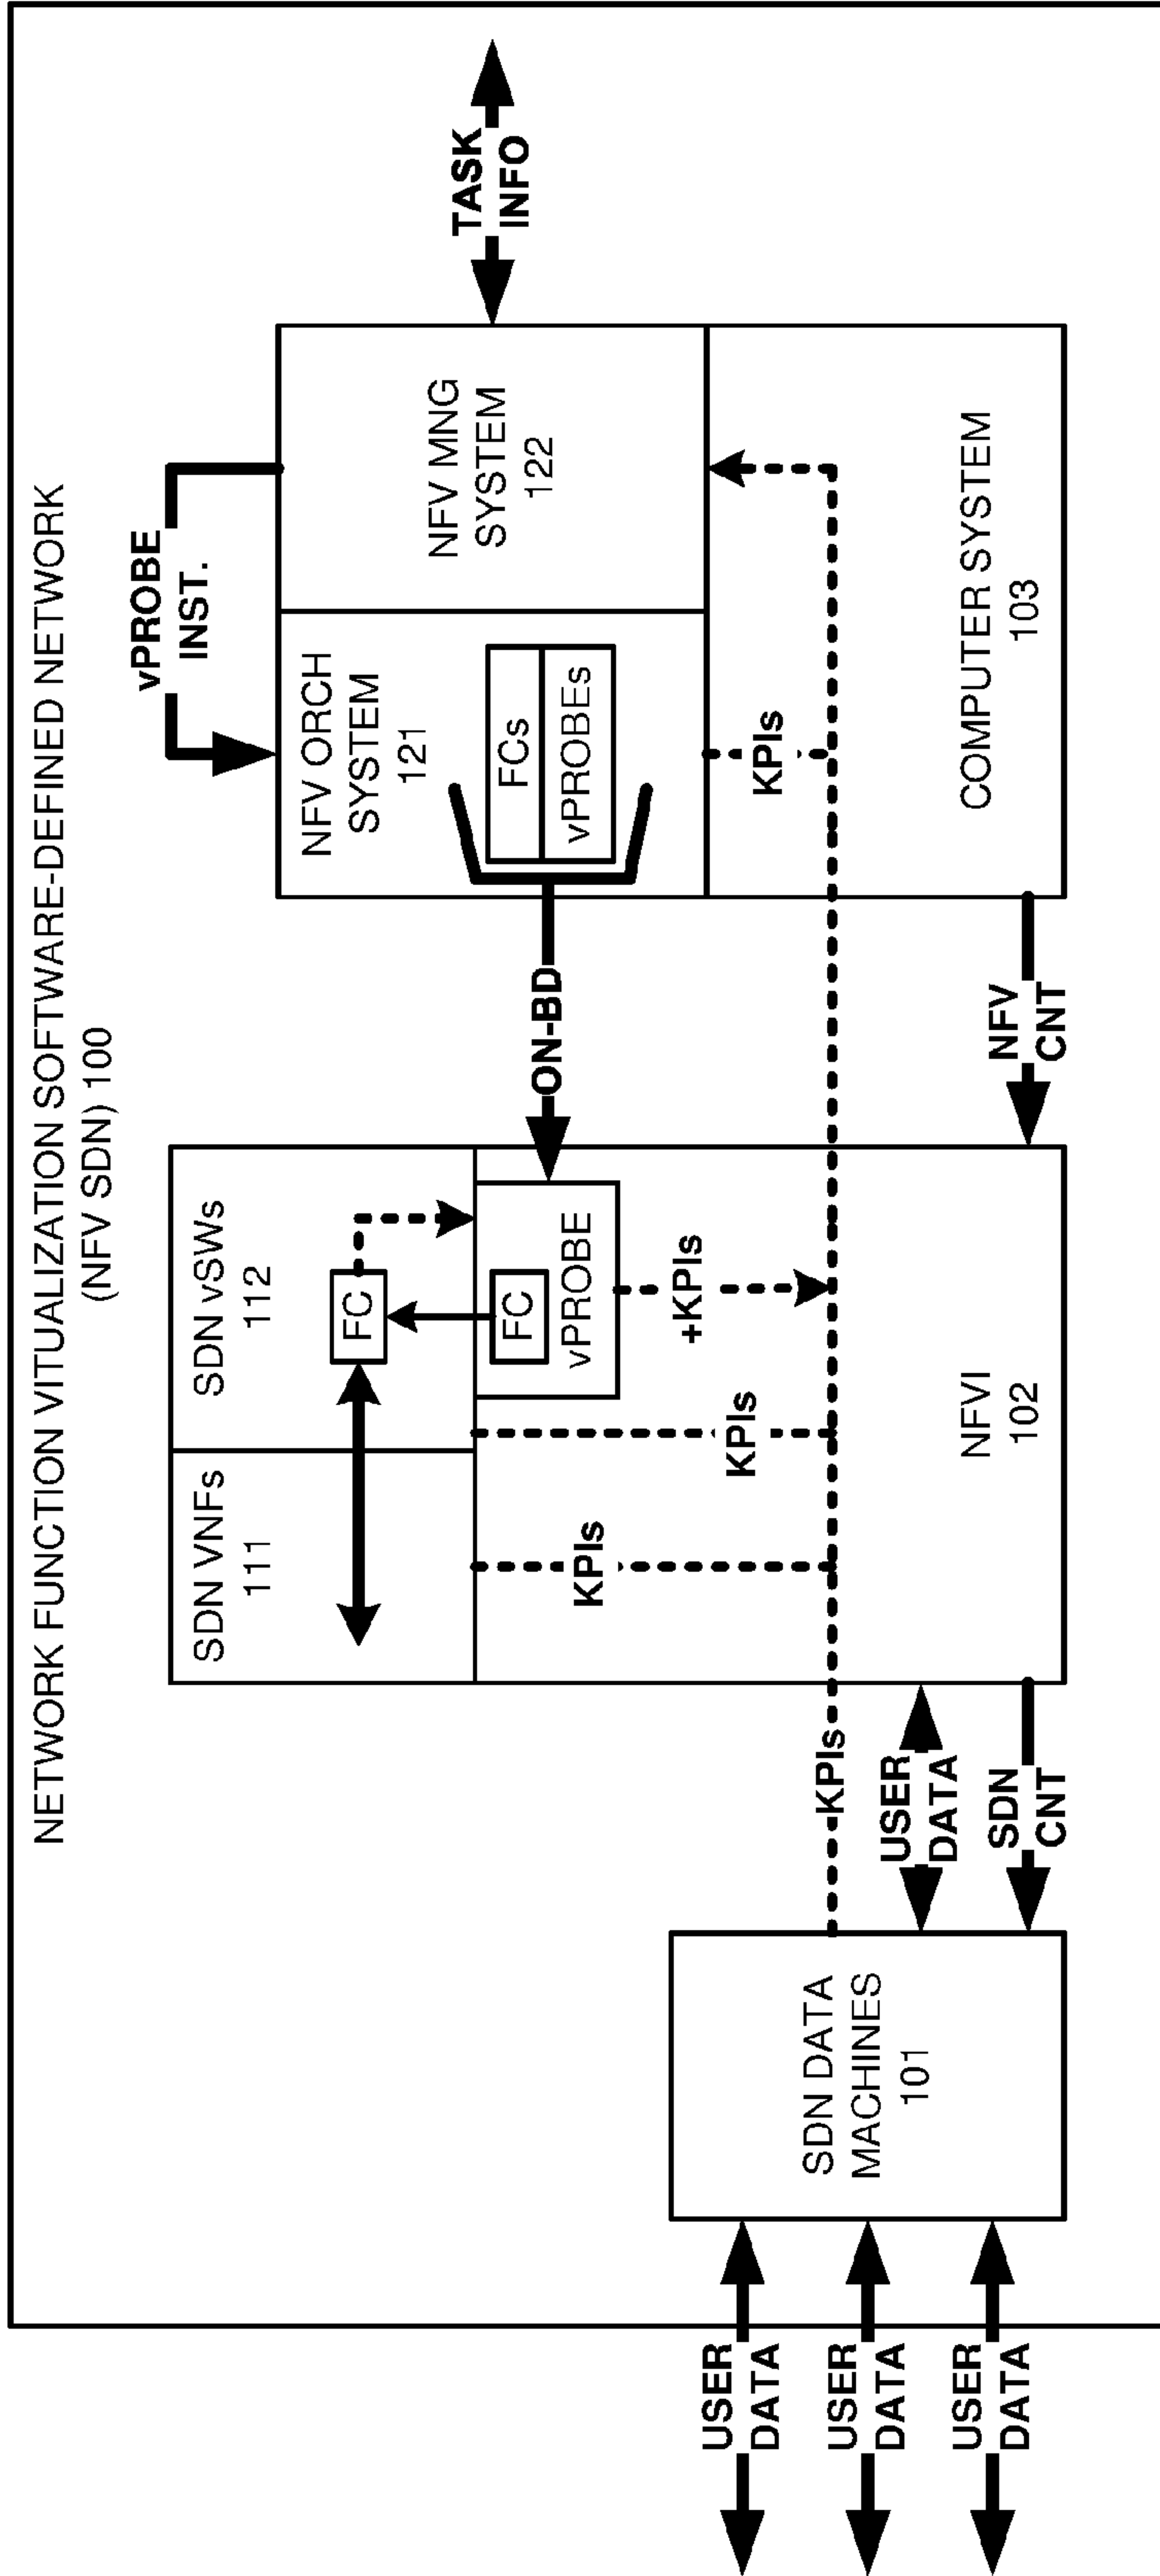 NETWORK FUNCTION VITUALIZATION SOFTWARE-DEFINED NETWORK
(NFV SDN) 100
USER
DATA
USER
DATA
USER
DATA
SDN DATA
MACHINES
101
KPIs
USER
DATA
SDN
CNT
SDN VNFs
111
SDN vSWs
112
FC
FC
vPROBE
KPIs
KPIs
+KPIs
NFVI
102
ON-BD
NFV
CNT
vPROBE
INST.
NFV ORCH
SYSTEM
121
FCs
vPROBEs
NFV MNG
SYSTEM
122
KPIs
COMPUTER SYSTEM
103
TASK
INFO